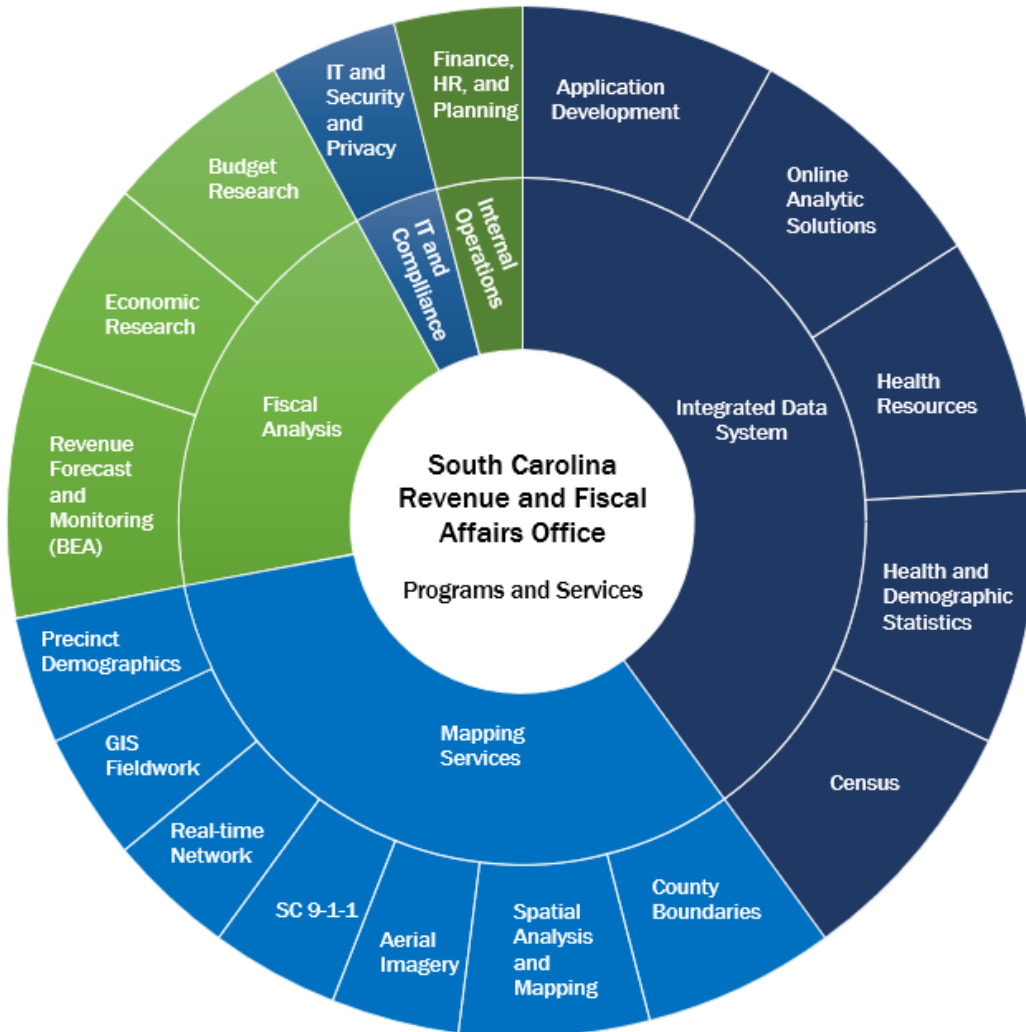 South Carolina
Revenue and Fiscal
Affairs Office
Programs and Services
Integrated Data
System
Application
Development
Online
Analytic
Solutions
Health
Resources
Health and
Demographic
Statistics
Census
Mapping
Services
County
Boundaries
Spatial
Analysis
and
Mapping
Aerial
Imagery
SC 9-1-1
Real-time
Network
GIS
Fieldwork
Precinct
Demographics
Fiscal
Analysis
Revenue
Forecast
and
Monitoring
(BEA)
Economic
Research
Budget
Research
IT and
Complliance
IT and
Security
and
Privacy
Internal
Operations
Finance,
HR, and
Planning